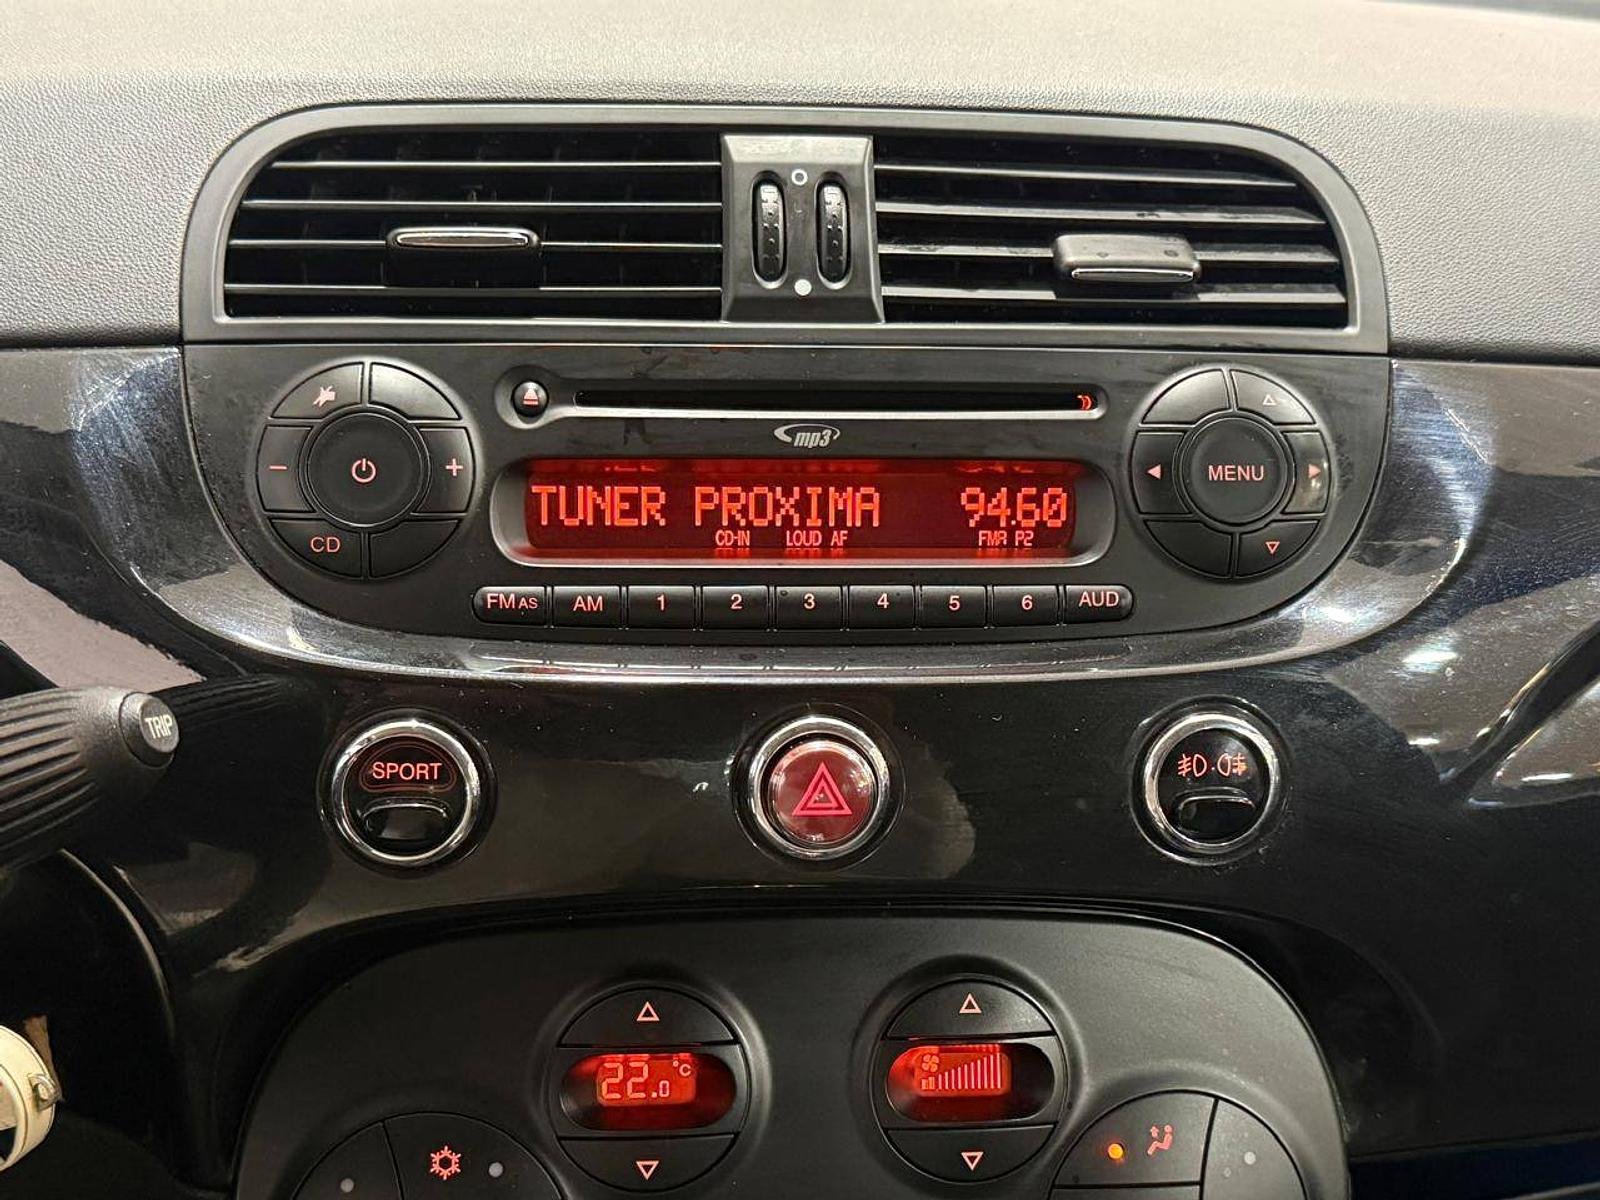 mp3
TUNER PROXIMA 94.60
CD-IN LOUD AF FMA P2
MENU
CD
FM AS AM 1 2 3 4 5 6 AUD
TRIP
SPORT
22.0 °C